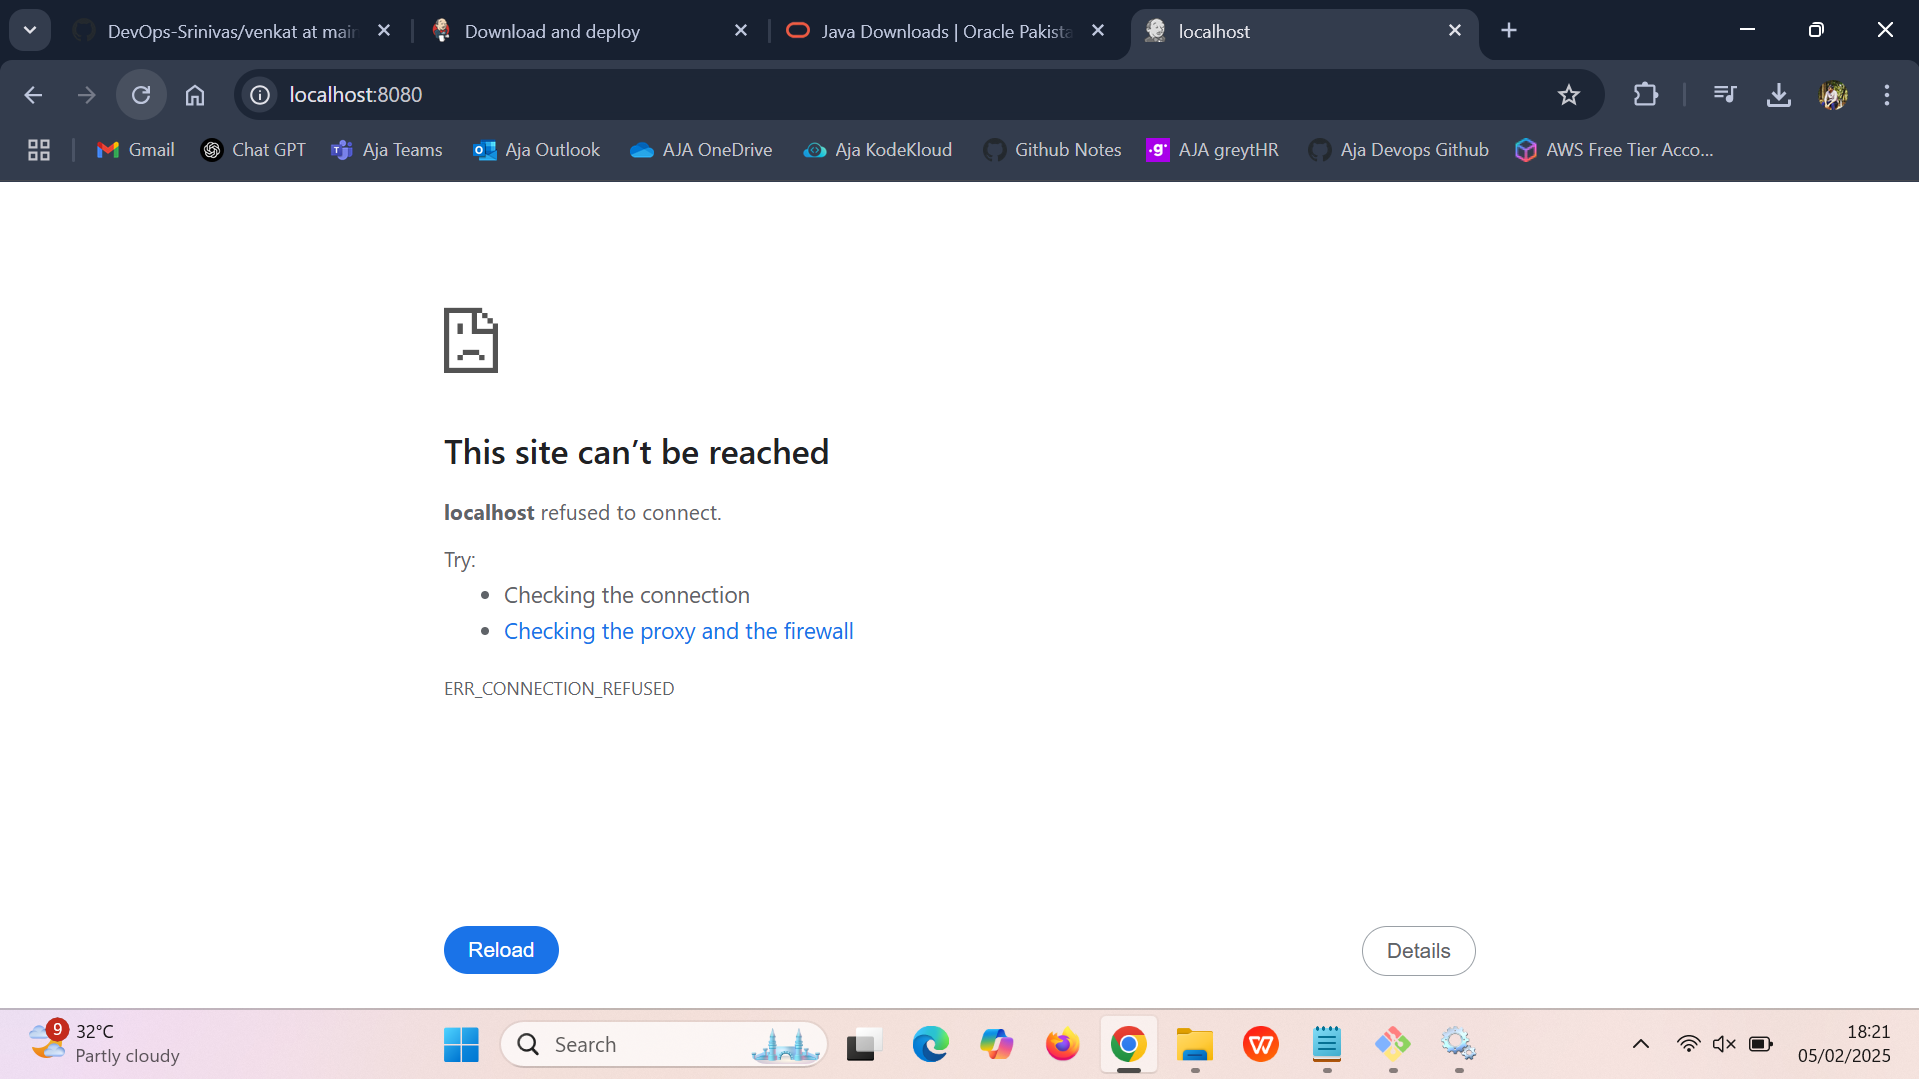 DevOps-Srinivas/venkat at main
Download and deploy
Java Downloads | Oracle Pakista
localhost
localhost:8080
Gmail
Chat GPT
Aja Teams
Aja Outlook
AJA OneDrive
Aja KodeKloud
Github Notes
.g'
AJA greytHR
Aja Devops Github
AWS Free Tier Acco...
This site can’t be reached
localhost refused to connect.
Try:
• Checking the connection
• Checking the proxy and the firewall
ERR_CONNECTION_REFUSED
Reload
Details
9
32°C
Partly cloudy
Search
18:21
05/02/2025